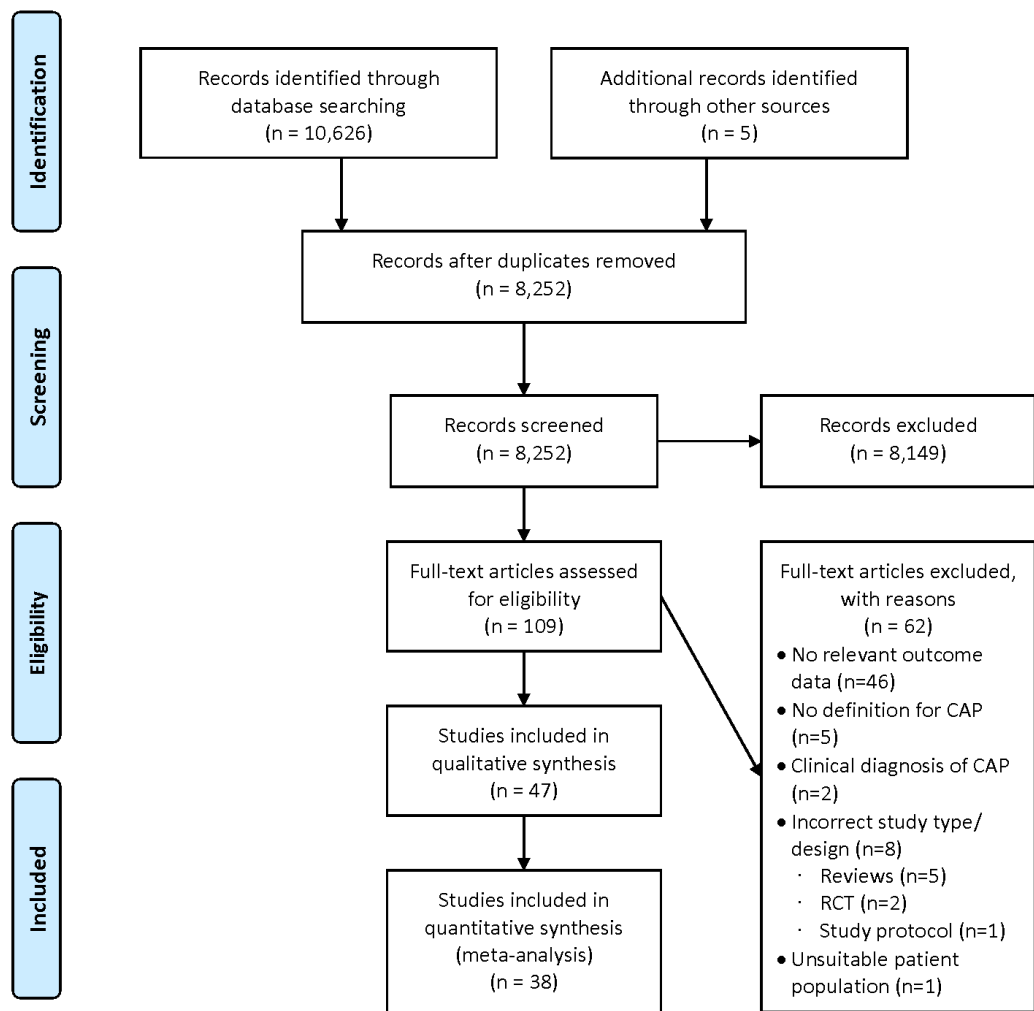 Identification
Records identified through
database searching
(n = 10,626)
Additional records identified
through other sources
(n = 5)
Records after duplicates removed
(n = 8,252)
Screening
Records screened
(n = 8,252)
Records excluded
(n = 8,149)
Eligibility
Full-text articles assessed
for eligibility
(n = 109)
Full-text articles excluded,
with reasons
(n = 62)
• No relevant outcome
data (n=46)
• No definition for CAP
(n=5)
• Clinical diagnosis of CAP
(n=2)
• Incorrect study type/
design (n=8)
· Reviews (n=5)
· RCT (n=2)
· Study protocol (n=1)
• Unsuitable patient
population (n=1)
Studies included in
qualitative synthesis
(n = 47)
Included
Studies included in
quantitative synthesis
(meta-analysis)
(n = 38)